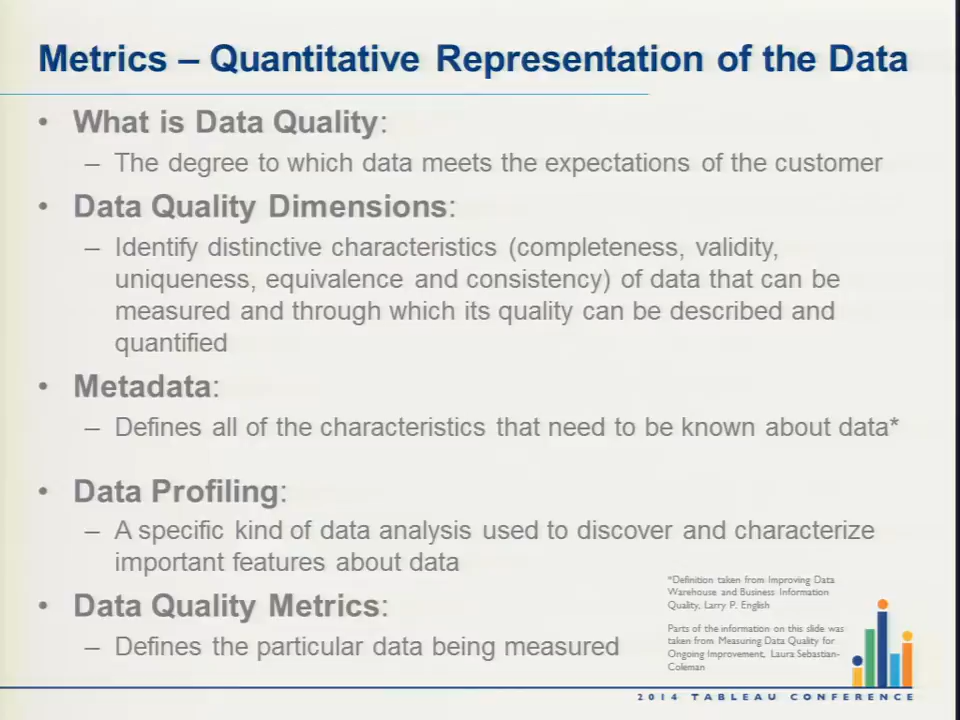 Metrics – Quantitative Representation of the Data
• What is Data Quality:
– The degree to which data meets the expectations of the customer
• Data Quality Dimensions:
– Identify distinctive characteristics (completeness, validity,
uniqueness, equivalence and consistency) of data that can be
measured and through which its quality can be described and
quantified
• Metadata:
– Defines all of the characteristics that need to be known about data*
• Data Profiling:
– A specific kind of data analysis used to discover and characterize
important features about data
• Data Quality Metrics:
– Defines the particular data being measured
*Definition taken from Improving Data
Warehouse and Business Information
Quality, Larry P. English
Parts of the information on this slide was
taken from Measuring Data Quality for
Ongoing Improvement, Laura Sebastian-
Coleman
2014 TABLEAU CONFERENCE